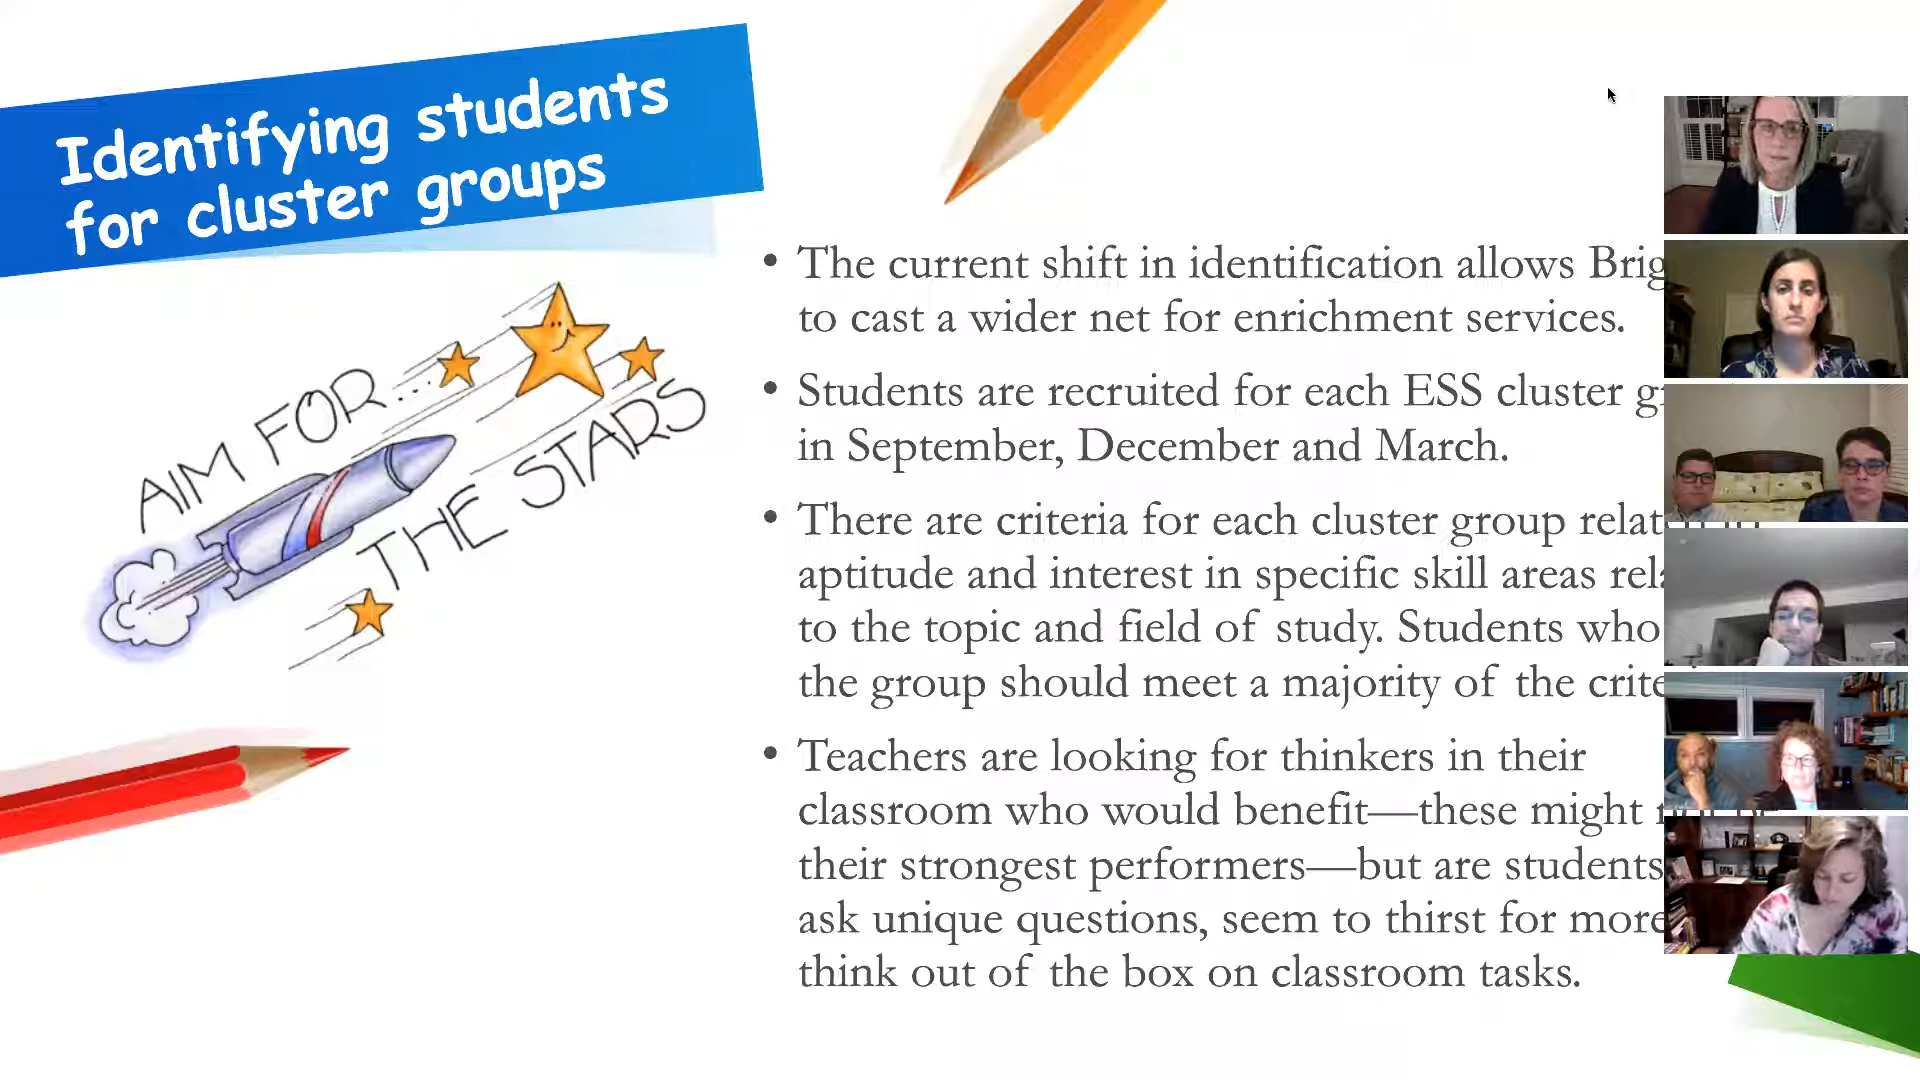 Identifying students
for cluster groups
AIM FOR...
THE STARS
• The current shift in identification allows
to cast a wider net for enrichment services.
• Students are recruited for each ESS cluster
in September, December and March.
• There are criteria for each cluster group
aptitude and interest in specific skill areas
to the topic and field of study. Students who
the group should meet a majority of the
• Teachers are looking for thinkers in their
classroom who would benefit—these might
their strongest performers—but are students
ask unique questions, seem to thirst for more
think out of the box on classroom tasks.